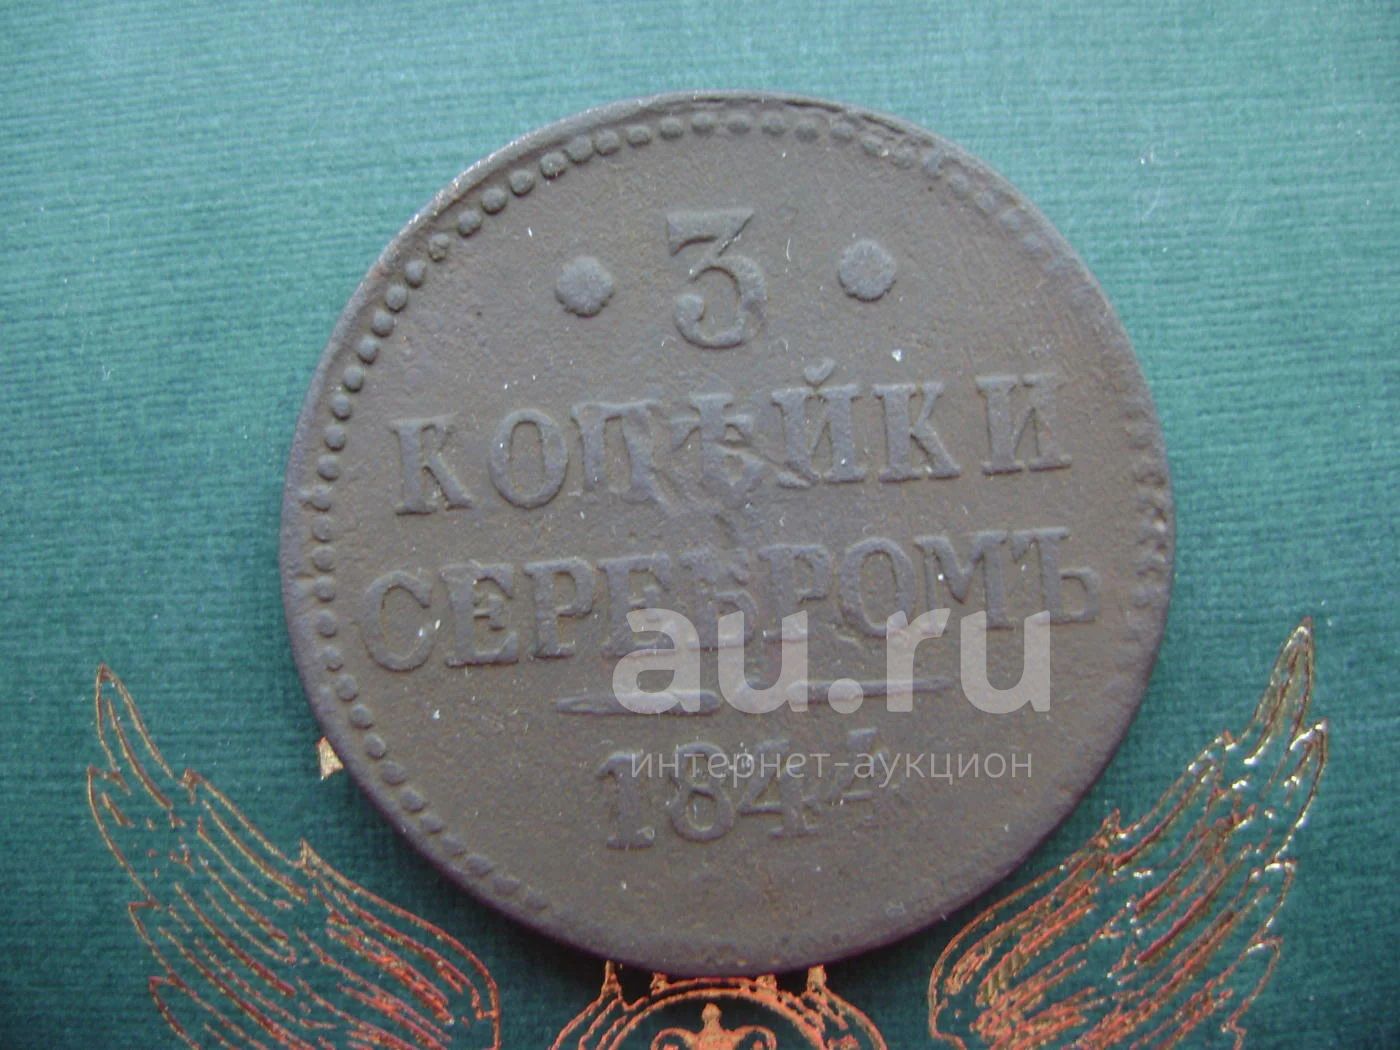 · 3 ·
КОПѢЙКИ
СЕРЕБРОМЪ
1844
au.ru
интернет-аукцион